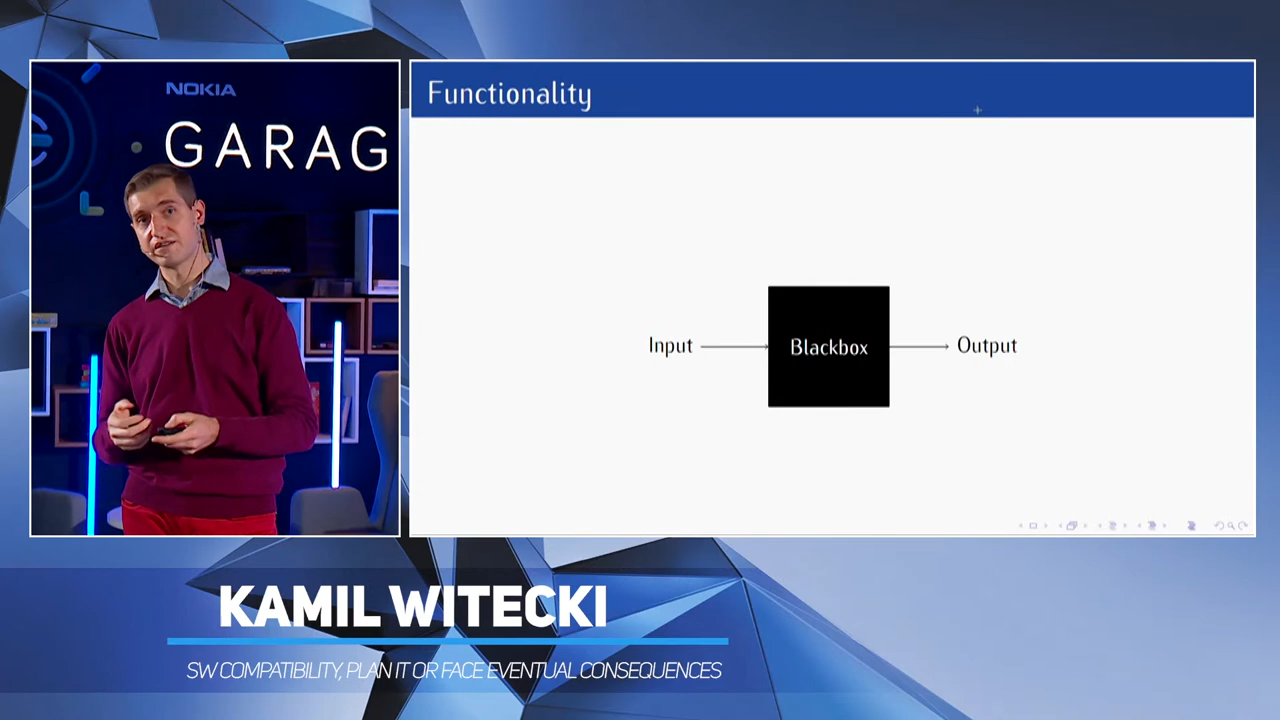 NOKIA
GARAG
Functionality
Input
Blackbox
Output
KAMIL WITECKI
SW COMPATIBILITY, PLAN IT OR FACE EVENTUAL CONSEQUENCES